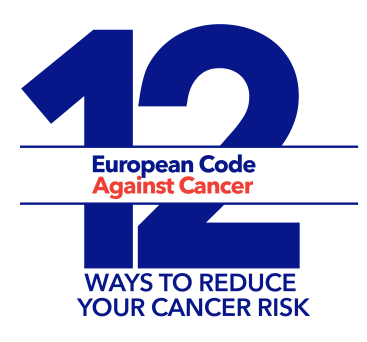 12
European Code
Against Cancer
WAYS TO REDUCE
YOUR CANCER RISK